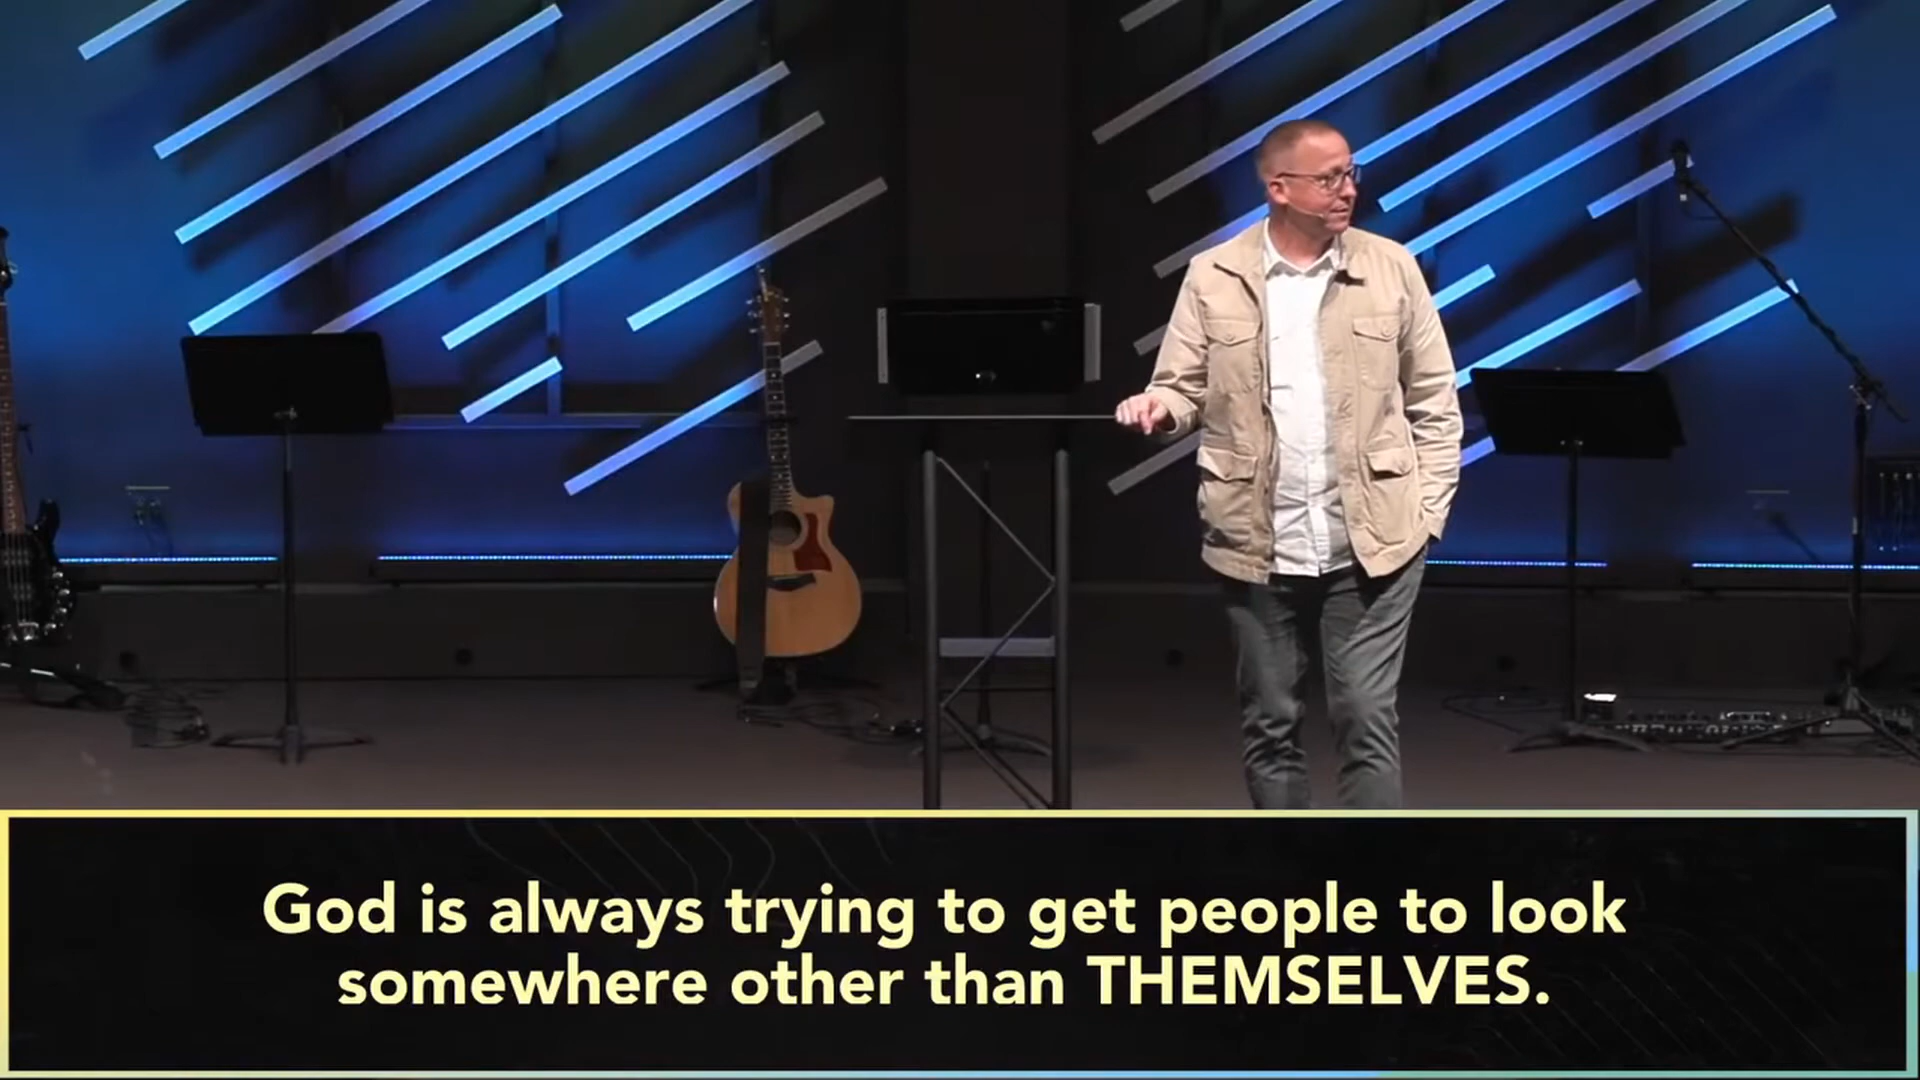 God is always trying to get people to look
somewhere other than THEMSELVES.